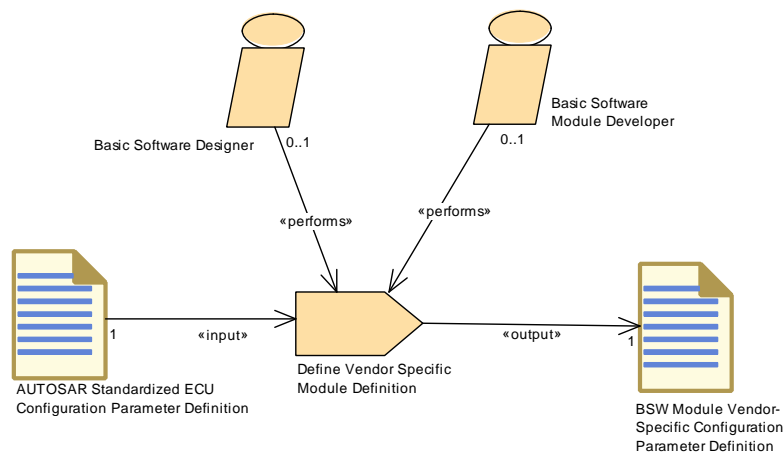 Basic Software Designer
0..1
Basic Software
Module Developer
0..1
«performs»
«performs»
1
«input»
«output»
1
Define Vendor Specific
Module Definition
AUTOSAR Standardized ECU
Configuration Parameter Definition
BSW Module Vendor-
Specific Configuration
Parameter Definition